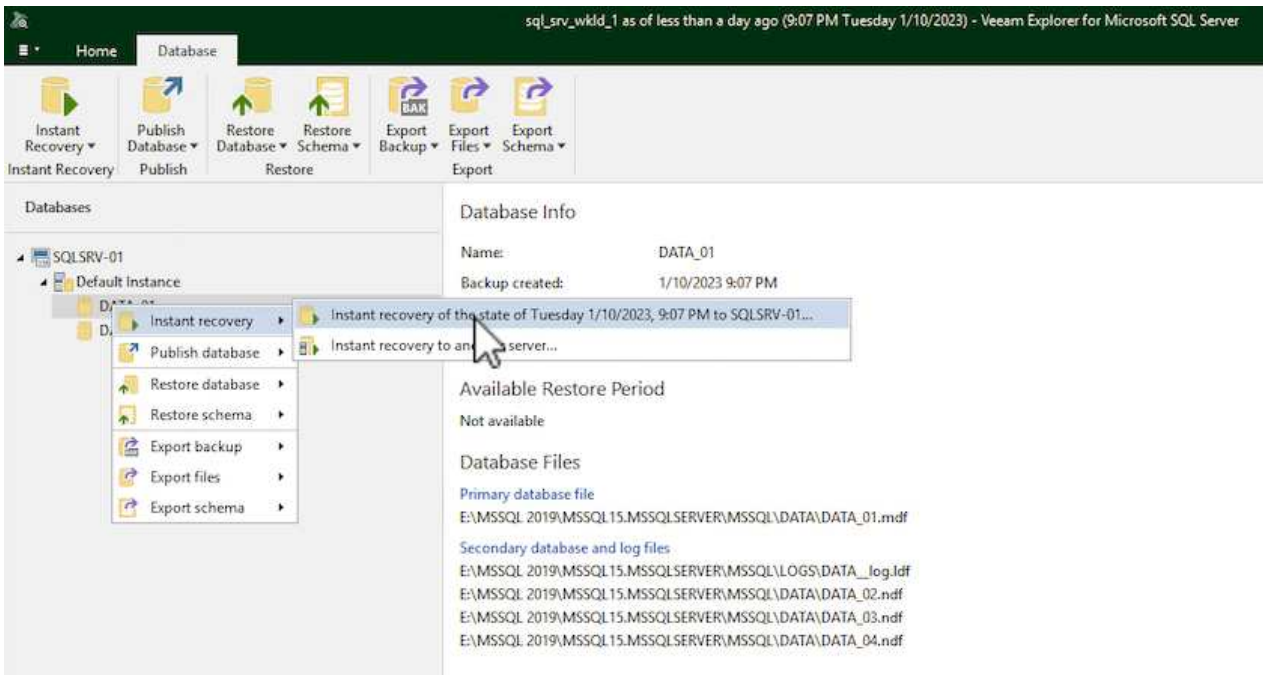 sql_srv_wkld_1 as of less than a day ago (9:07 PM Tuesday 1/10/2023) - Veeam Explorer for Microsoft SQL Server
Home Database
Instant Recovery
Publish Database
Restore Database
Restore Schema
Export Backup
BAK
Export Files
Export Schema
Instant Recovery Publish Restore Export
Databases
SQLSRV-01
Default Instance
Instant recovery
Publish database
Restore database
Restore schema
Export backup
Export files
Export schema
Instant recovery of the state of Tuesday 1/10/2023, 9:07 PM to SQLSRV-01...
Instant recovery to server...
Database Info
Name: DATA_01
Backup created: 1/10/2023 9:07 PM
Available Restore Period
Not available
Database Files
Primary database file
E:\MSSQL 2019\MSSQL15.MSSQLSERVER\MSSQL\DATA\DATA_01.mdf
Secondary database and log files
E:\MSSQL 2019\MSSQL15.MSSQLSERVER\MSSQL\LOGS\DATA__log.ldf
E:\MSSQL 2019\MSSQL15.MSSQLSERVER\MSSQL\DATA\DATA_02.ndf
E:\MSSQL 2019\MSSQL15.MSSQLSERVER\MSSQL\DATA\DATA_03.ndf
E:\MSSQL 2019\MSSQL15.MSSQLSERVER\MSSQL\DATA\DATA_04.ndf